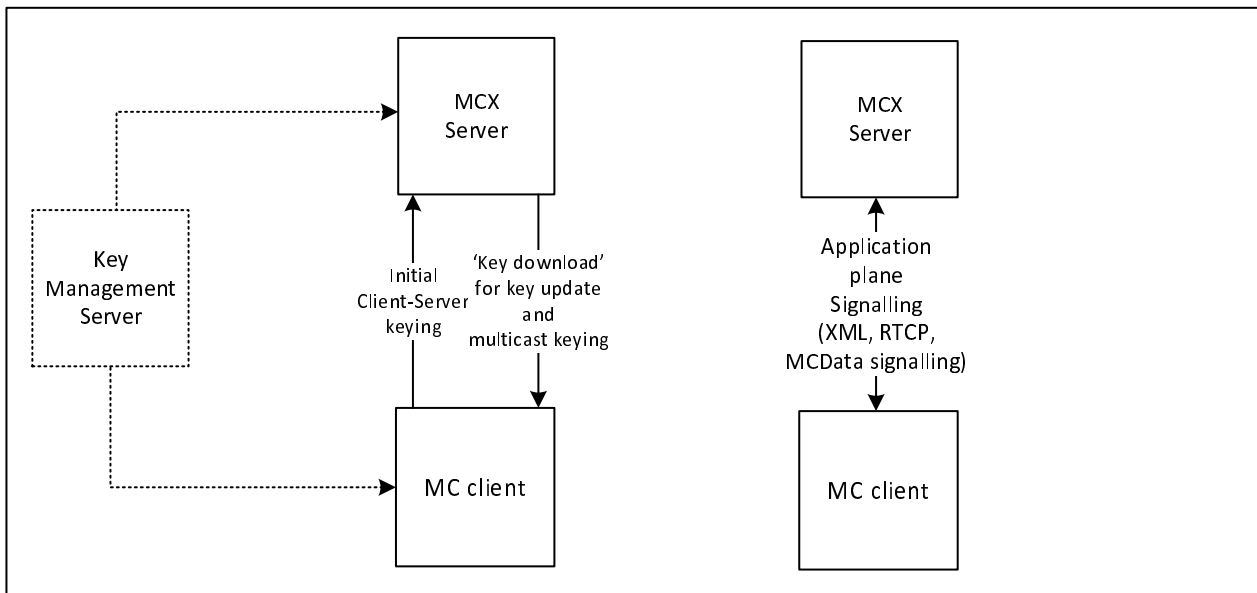 MCX
Server
Key
Management
Server
Initial
Client-Server
keying
‘Key download’
for key update
and
multicast keying
MC client
MCX
Server
Application
plane
Signalling
(XML, RTCP,
MCData signalling)
MC client